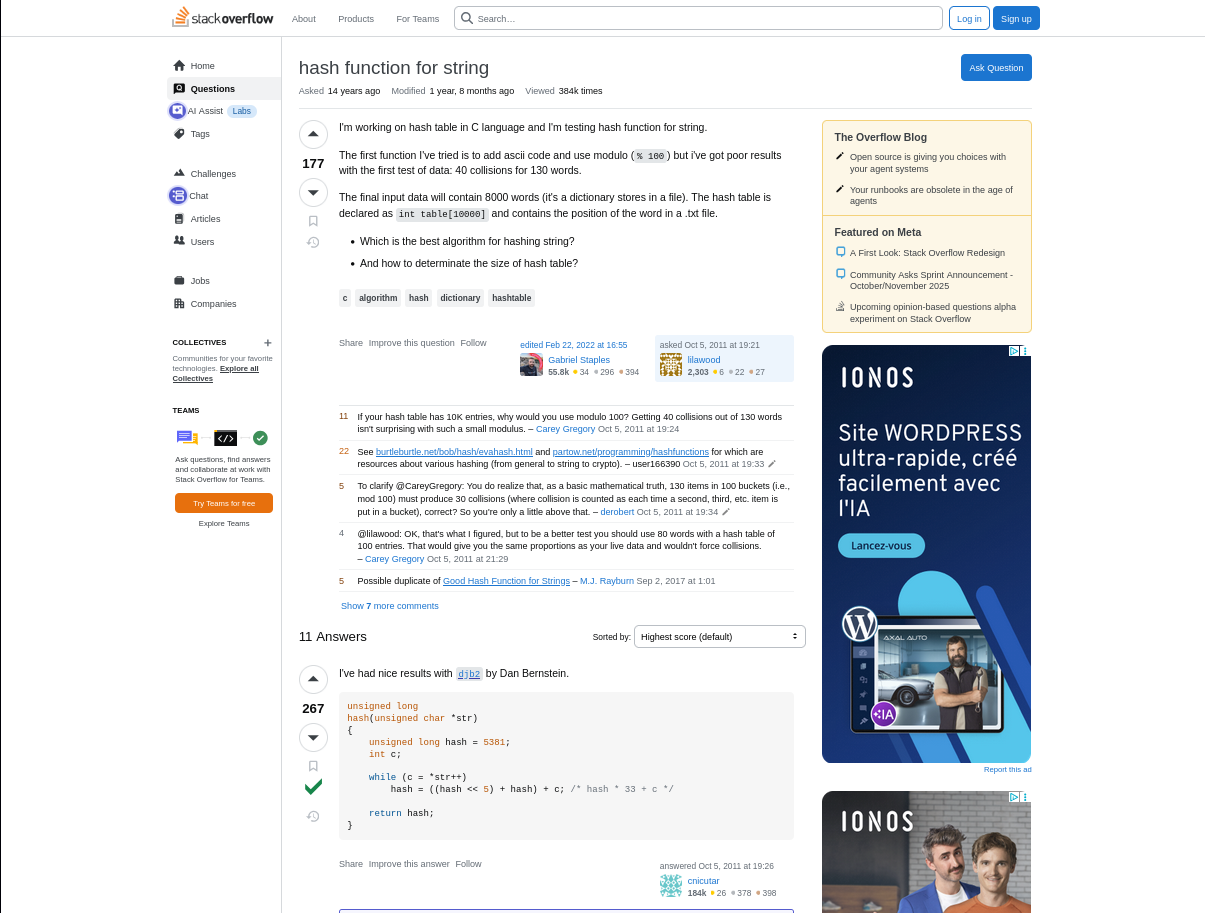 stackoverflow
About
Products
For Teams
Search…
Log in
Sign up
Home
Questions
AI Assist Labs
Tags
Challenges
Chat
Articles
Users
Jobs
Companies
COLLECTIVES
Communities for your favorite
technologies. Explore all
Collectives
TEAMS
</>
Ask questions, find answers
and collaborate at work with
Stack Overflow for Teams.
Try Teams for free
Explore Teams
hash function for string
Ask Question
Asked 14 years ago Modified 1 year, 8 months ago Viewed 384k times
177
I'm working on hash table in C language and I'm testing hash function for string.
The first function I've tried is to add ascii code and use modulo ( % 100 ) but i've got poor results
with the first test of data: 40 collisions for 130 words.
The final input data will contain 8000 words (it's a dictionary stores in a file). The hash table is
declared as int table[10000] and contains the position of the word in a .txt file.
• Which is the best algorithm for hashing string?
• And how to determinate the size of hash table?
c algorithm hash dictionary hashtable
Share Improve this question Follow
edited Feb 22, 2022 at 16:55
Gabriel Staples
55.8k 34 296 394
asked Oct 5, 2011 at 19:21
lilawood
2,303 6 22 27
11 If your hash table has 10K entries, why would you use modulo 100? Getting 40 collisions out of 130 words
isn't surprising with such a small modulus. – Carey Gregory Oct 5, 2011 at 19:24
22 See burtleburtle.net/bob/hash/evahash.html and partow.net/programming/hashfunctions for which are
resources about various hashing (from general to string to crypto). – user166390 Oct 5, 2011 at 19:33
5 To clarify @CareyGregory: You do realize that, as a basic mathematical truth, 130 items in 100 buckets (i.e.,
mod 100) must produce 30 collisions (where collision is counted as each time a second, third, etc. item is
put in a bucket), correct? So you're only a little above that. – derobert Oct 5, 2011 at 19:34
4 @lilawood: OK, that's what I figured, but to be a better test you should use 80 words with a hash table of
100 entries. That would give you the same proportions as your live data and wouldn't force collisions.
– Carey Gregory Oct 5, 2011 at 21:29
5 Possible duplicate of Good Hash Function for Strings – M.J. Rayburn Sep 2, 2017 at 1:01
Show 7 more comments
11 Answers
Sorted by: Highest score (default)
267
I've had nice results with djb2 by Dan Bernstein.
unsigned long
hash(unsigned char *str)
{
unsigned long hash = 5381;
int c;
while (c = *str++)
hash = ((hash << 5) + hash) + c; /* hash * 33 + c */
return hash;
}
Share Improve this answer Follow
answered Oct 5, 2011 at 19:26
cnicutar
184k 26 378 398
The Overflow Blog
Open source is giving you choices with
your agent systems
Your runbooks are obsolete in the age of
agents
Featured on Meta
A First Look: Stack Overflow Redesign
Community Asks Sprint Announcement -
October/November 2025
Upcoming opinion-based questions alpha
experiment on Stack Overflow
IONOS
Site WORDPRESS
ultra-rapide, créé
facilement avec
l'IA
Lancez-vous
AXAL AUTO
IA
Report this ad
IONOS